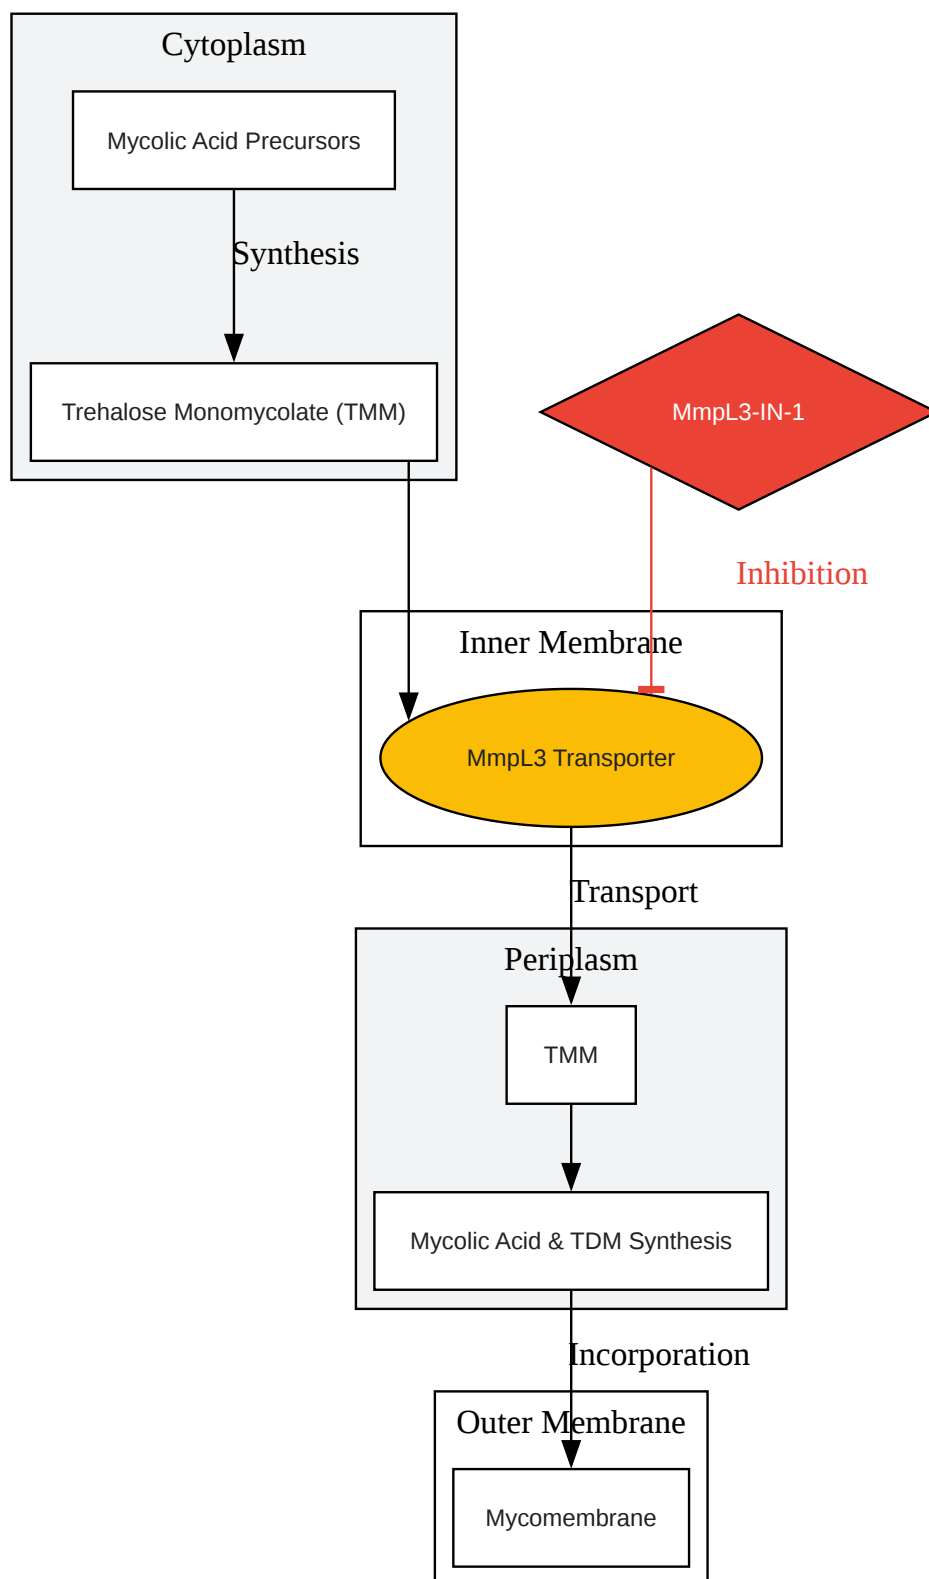 Cytoplasm
Mycolic Acid Precursors
Synthesis
Trehalose Monomycolate (TMM)
MmpL3-IN-1
Inhibition
Inner Membrane
MmpL3 Transporter
Transport
Periplasm
TMM
Mycolic Acid & TDM Synthesis
Incorporation
Outer Membrane
Mycomembrane